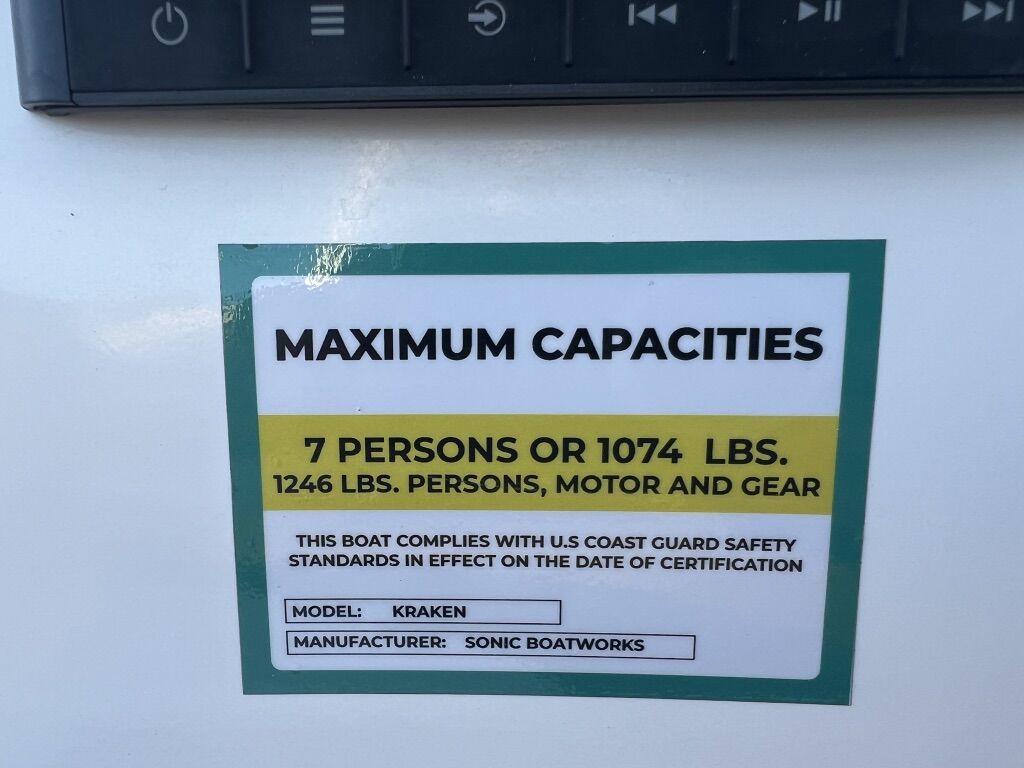 MAXIMUM CAPACITIES
7 PERSONS OR 1074 LBS.
1246 LBS. PERSONS, MOTOR AND GEAR
THIS BOAT COMPLIES WITH U.S COAST GUARD SAFETY
STANDARDS IN EFFECT ON THE DATE OF CERTIFICATION
MODEL: KRAKEN
MANUFACTURER: SONIC BOATWORKS